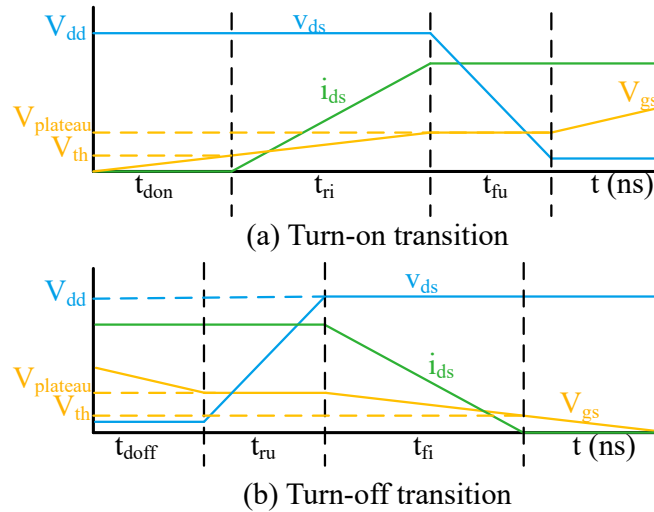 V_dd
v_ds
i_ds
V_gs
V_plateau
V_th
t_don
t_ri
t_fu
t (ns)
(a) Turn-on transition
V_dd
v_ds
i_ds
V_plateau
V_th
V_gs
t_doff
t_ru
t_fi
t (ns)
(b) Turn-off transition